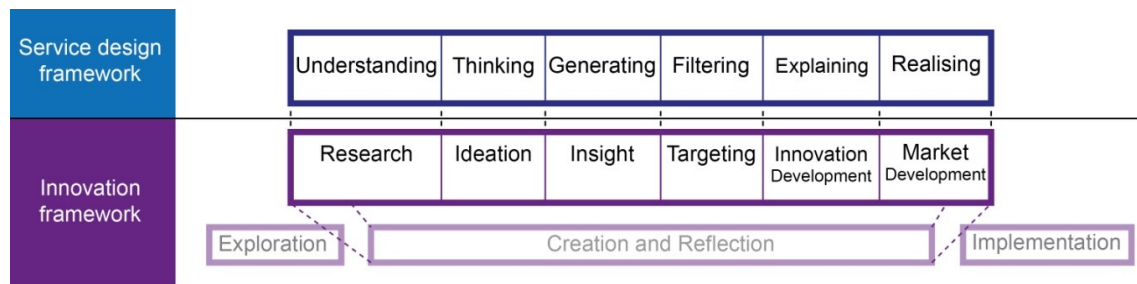 Service design
framework
Understanding Thinking Generating Filtering Explaining Realising
Innovation
framework
Research Ideation Insight Targeting Innovation Development Market Development
Exploration Creation and Reflection Implementation